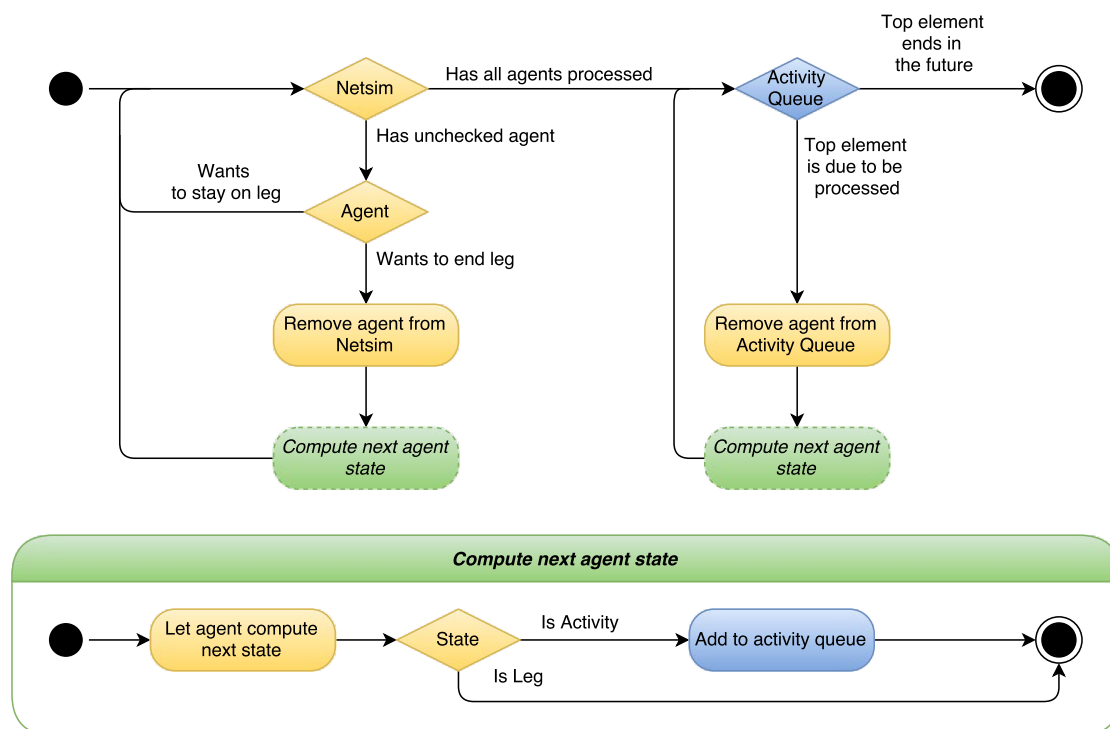 Top element
ends in
the future
Netsim
Has all agents processed
Activity
Queue
Has unchecked agent
Top element
is due to be
processed
Wants
to stay on leg
Agent
Wants to end leg
Remove agent from
Netsim
Remove agent from
Activity Queue
Compute next agent
state
Compute next agent
state
Compute next agent state
Let agent compute
next state
State
Is Activity
Add to activity queue
Is Leg